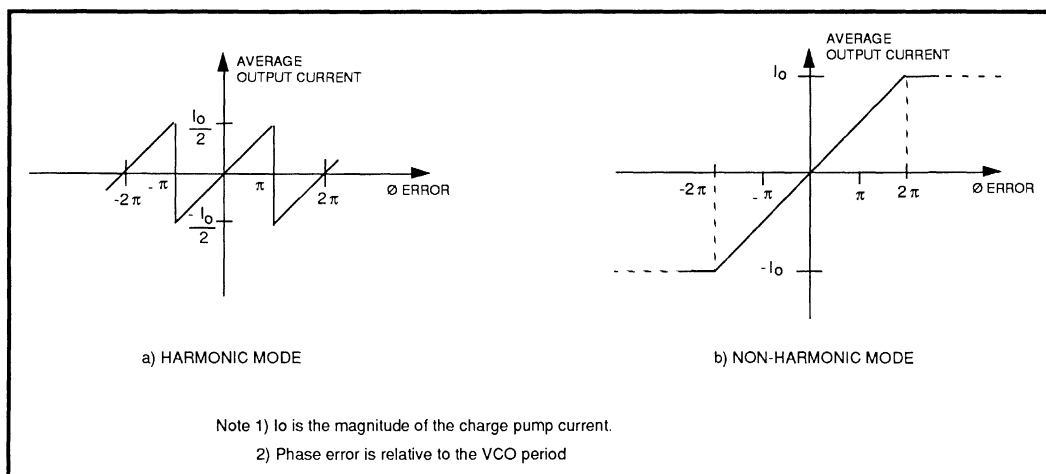 AVERAGE
OUTPUT CURRENT
Io
2
-2π
-π
π
2π
Ø ERROR
-Io
2
a) HARMONIC MODE
AVERAGE
OUTPUT CURRENT
Io
-2π
-π
π
2π
Ø ERROR
-Io
b) NON-HARMONIC MODE
Note 1) Io is the magnitude of the charge pump current.
2) Phase error is relative to the VCO period